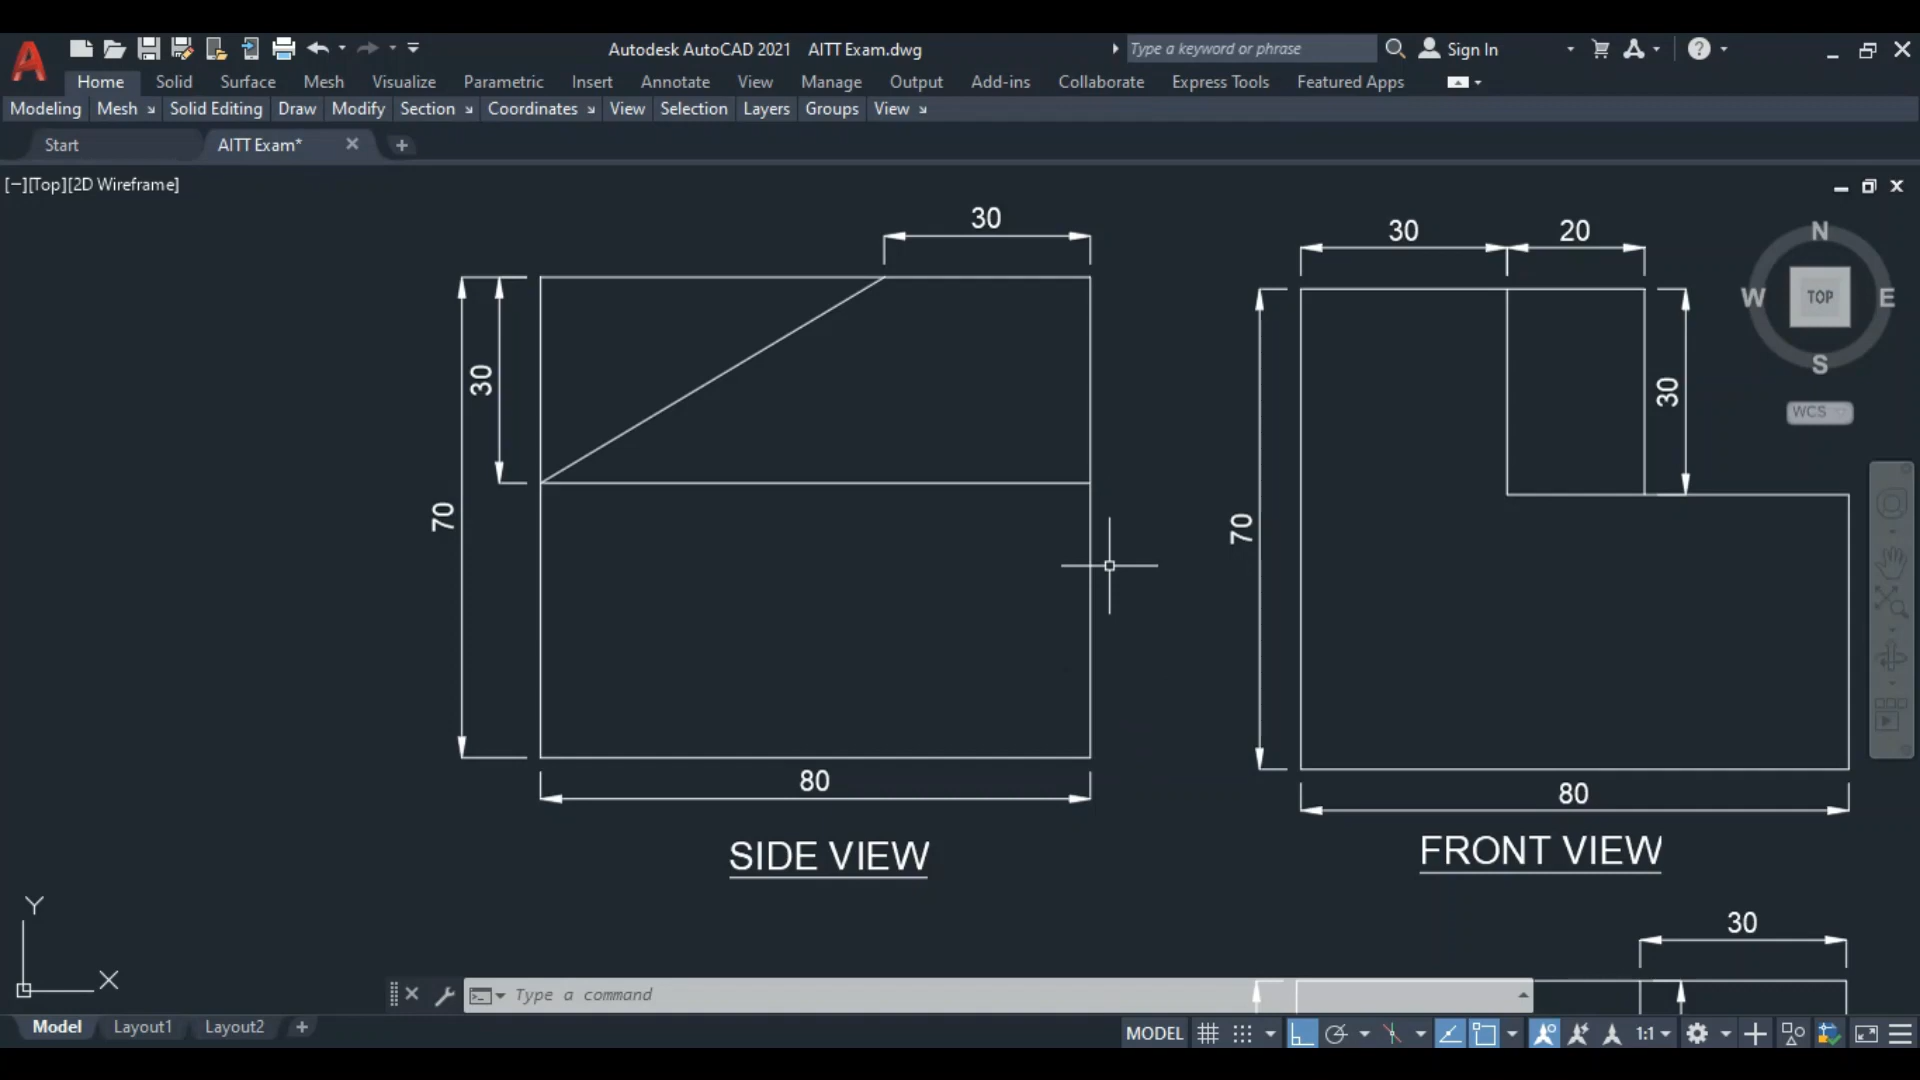 Autodesk AutoCAD 2021 AITT Exam.dwg
Type a keyword or phrase
Sign In
Home Solid Surface Mesh Visualize Parametric Insert Annotate View Manage Output Add-ins Collaborate Express Tools Featured Apps
Modeling Mesh Solid Editing Draw Modify Section Coordinates View Selection Layers Groups View
Start AITT Exam*
[−][Top][2D Wireframe]
30
30 20
N
W TOP E
S
WCS
30
30
70
70
80
80
SIDE VIEW
FRONT VIEW
Y
X
30
Type a command
Model Layout1 Layout2
MODEL 1:1